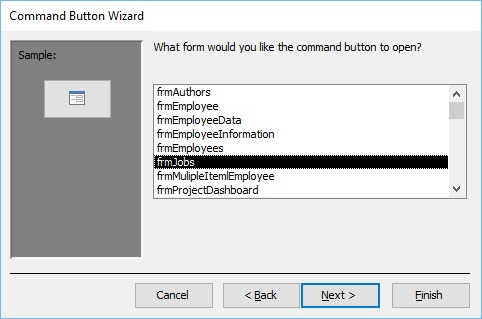 Command Button Wizard
Sample:
What form would you like the command button to open?
frmAuthors
frmEmployee
frmEmployeeData
frmEmployeeInformation
frmEmployees
frmJobs
frmMulipleItemlEmployee
frmProjectDashboard
Cancel
< Back
Next >
Finish